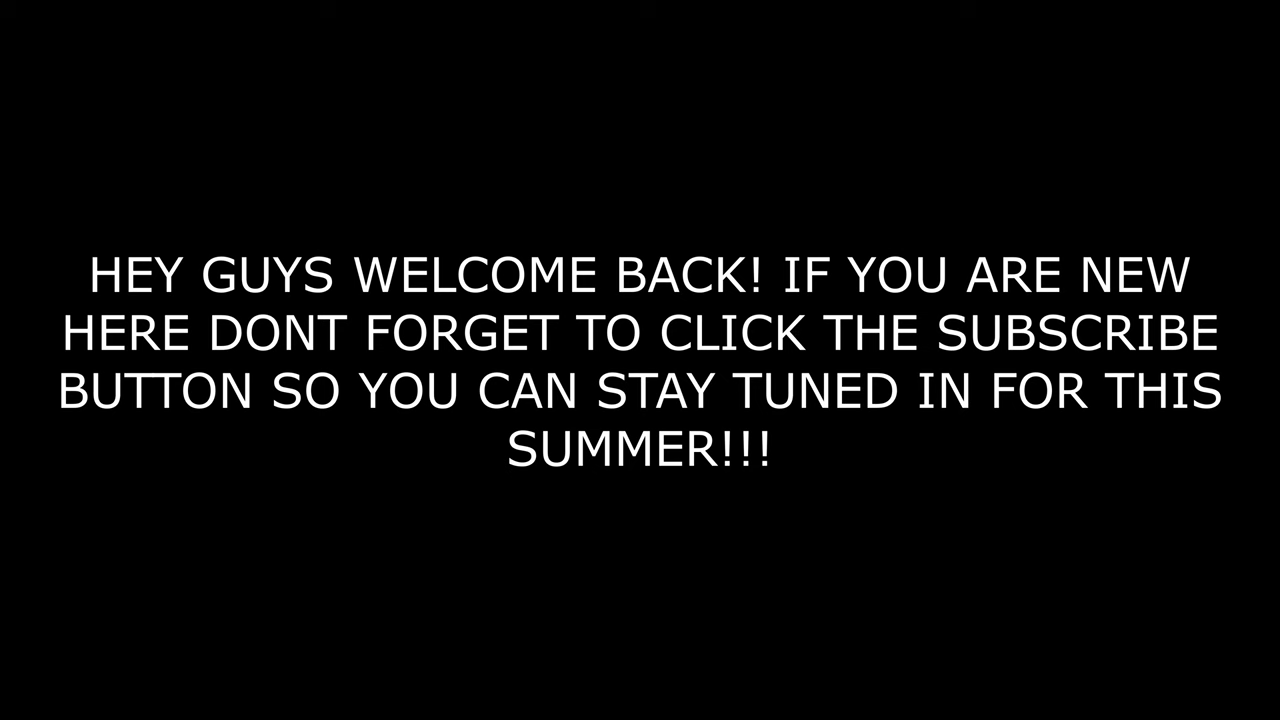 HEY GUYS WELCOME BACK! IF YOU ARE NEW
HERE DONT FORGET TO CLICK THE SUBSCRIBE
BUTTON SO YOU CAN STAY TUNED IN FOR THIS
SUMMER!!!